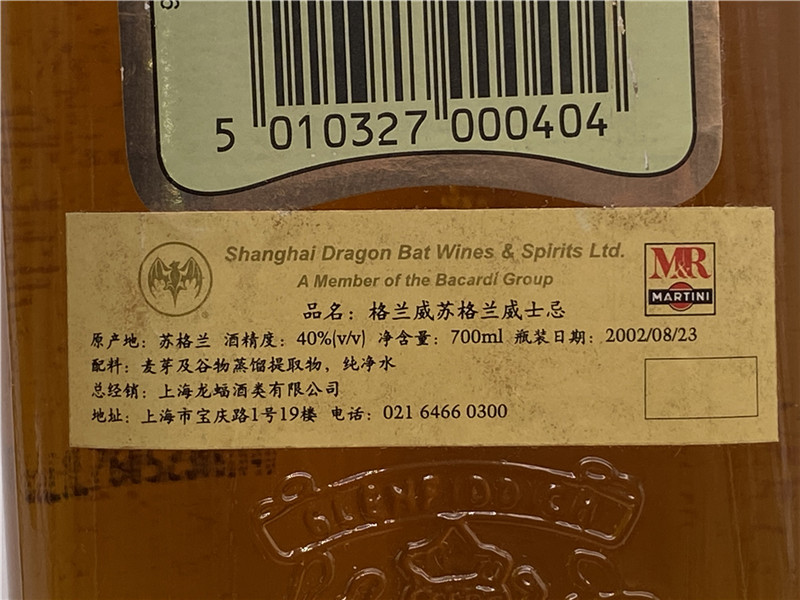 5 010327 000404
Shanghai Dragon Bat Wines & Spirits Ltd.
A Member of the Bacardi Group
M&R
MARTINI
品名：格兰威苏格兰威士忌
原产地：苏格兰 酒精度：40%(v/v) 净含量：700ml 瓶装日期：2002/08/23
配料：麦芽及谷物蒸馏提取物，纯净水
总经销：上海龙蝠酒类有限公司
地址：上海市宝庆路1号19楼 电话：021 6466 0300
GLENFIDDICH